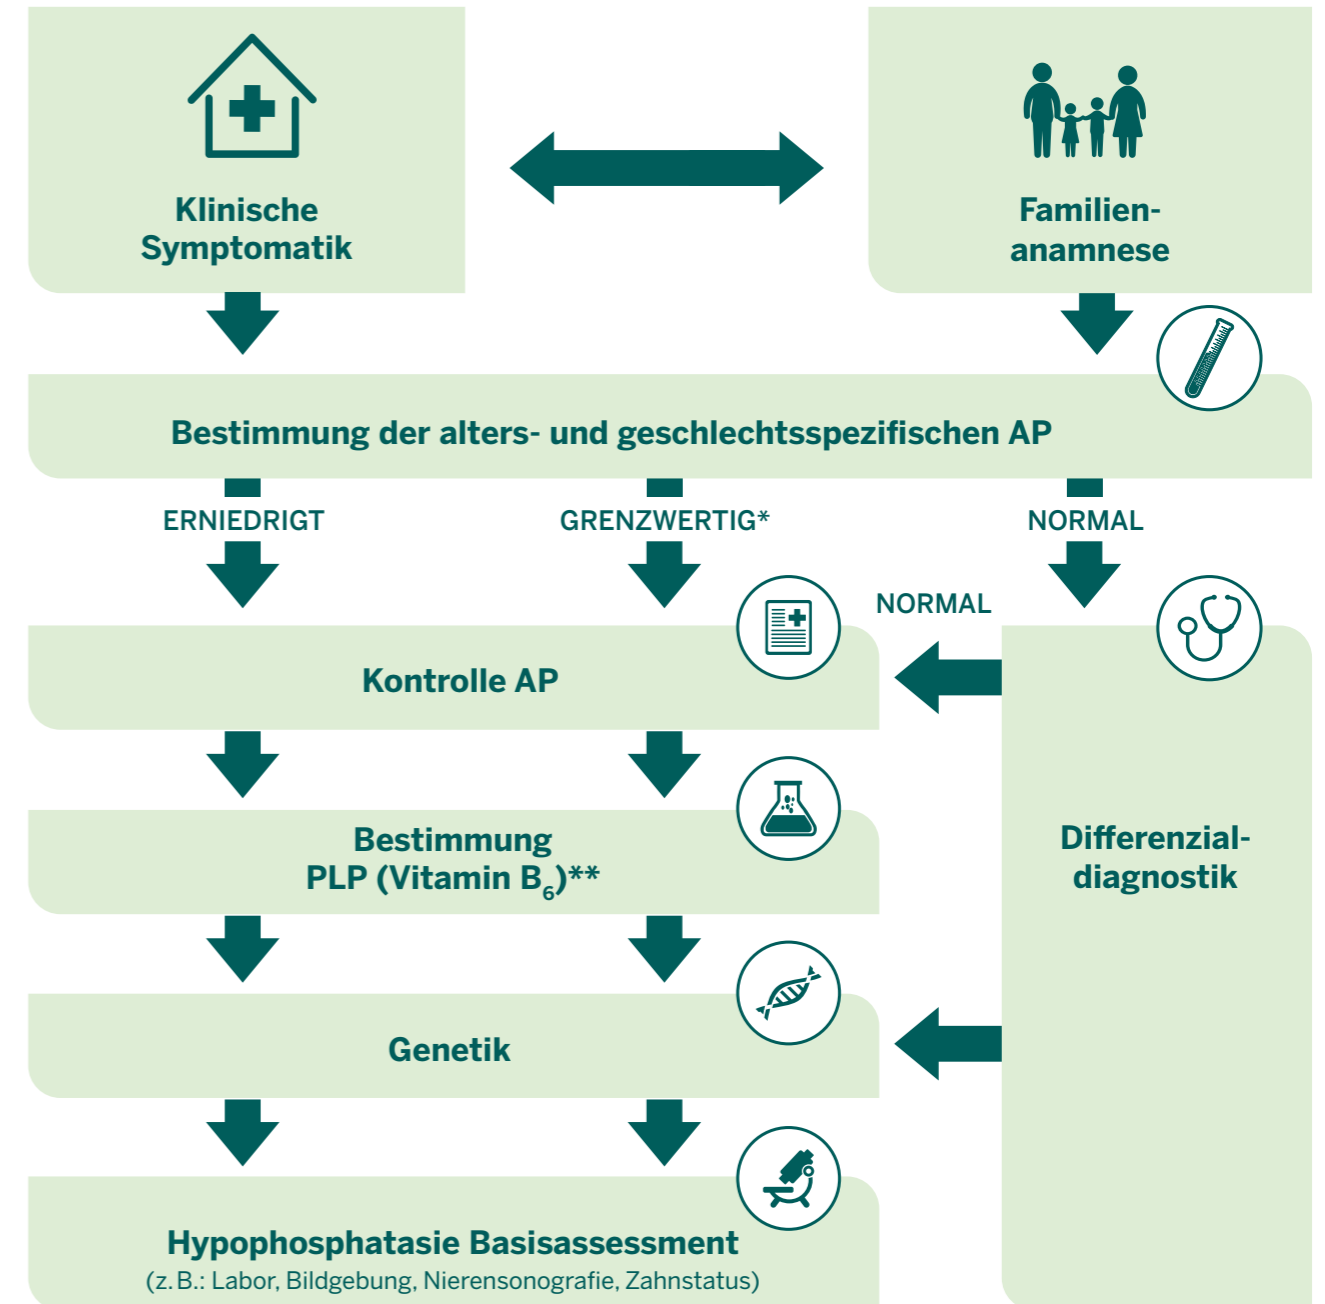 Klinische
Symptomatik
Familien-
anamnese
Bestimmung der alters- und geschlechtsspezifischen AP
ERNIEDRIGT
GRENZWERTIG*
NORMAL
NORMAL
Kontrolle AP
Bestimmung
PLP (Vitamin B₆)**
Differenzial-
diagnostik
Genetik
Hypophosphatasie Basisassessment
(z. B.: Labor, Bildgebung, Nierensonografie, Zahnstatus)